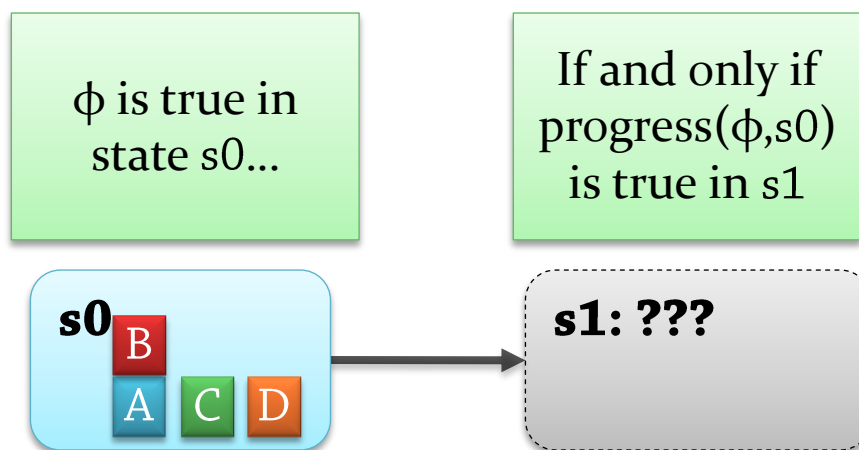 ϕ is true in
state s0...
If and only if
progress(ϕ,s0)
is true in s1
s0
B
A C D
s1: ???